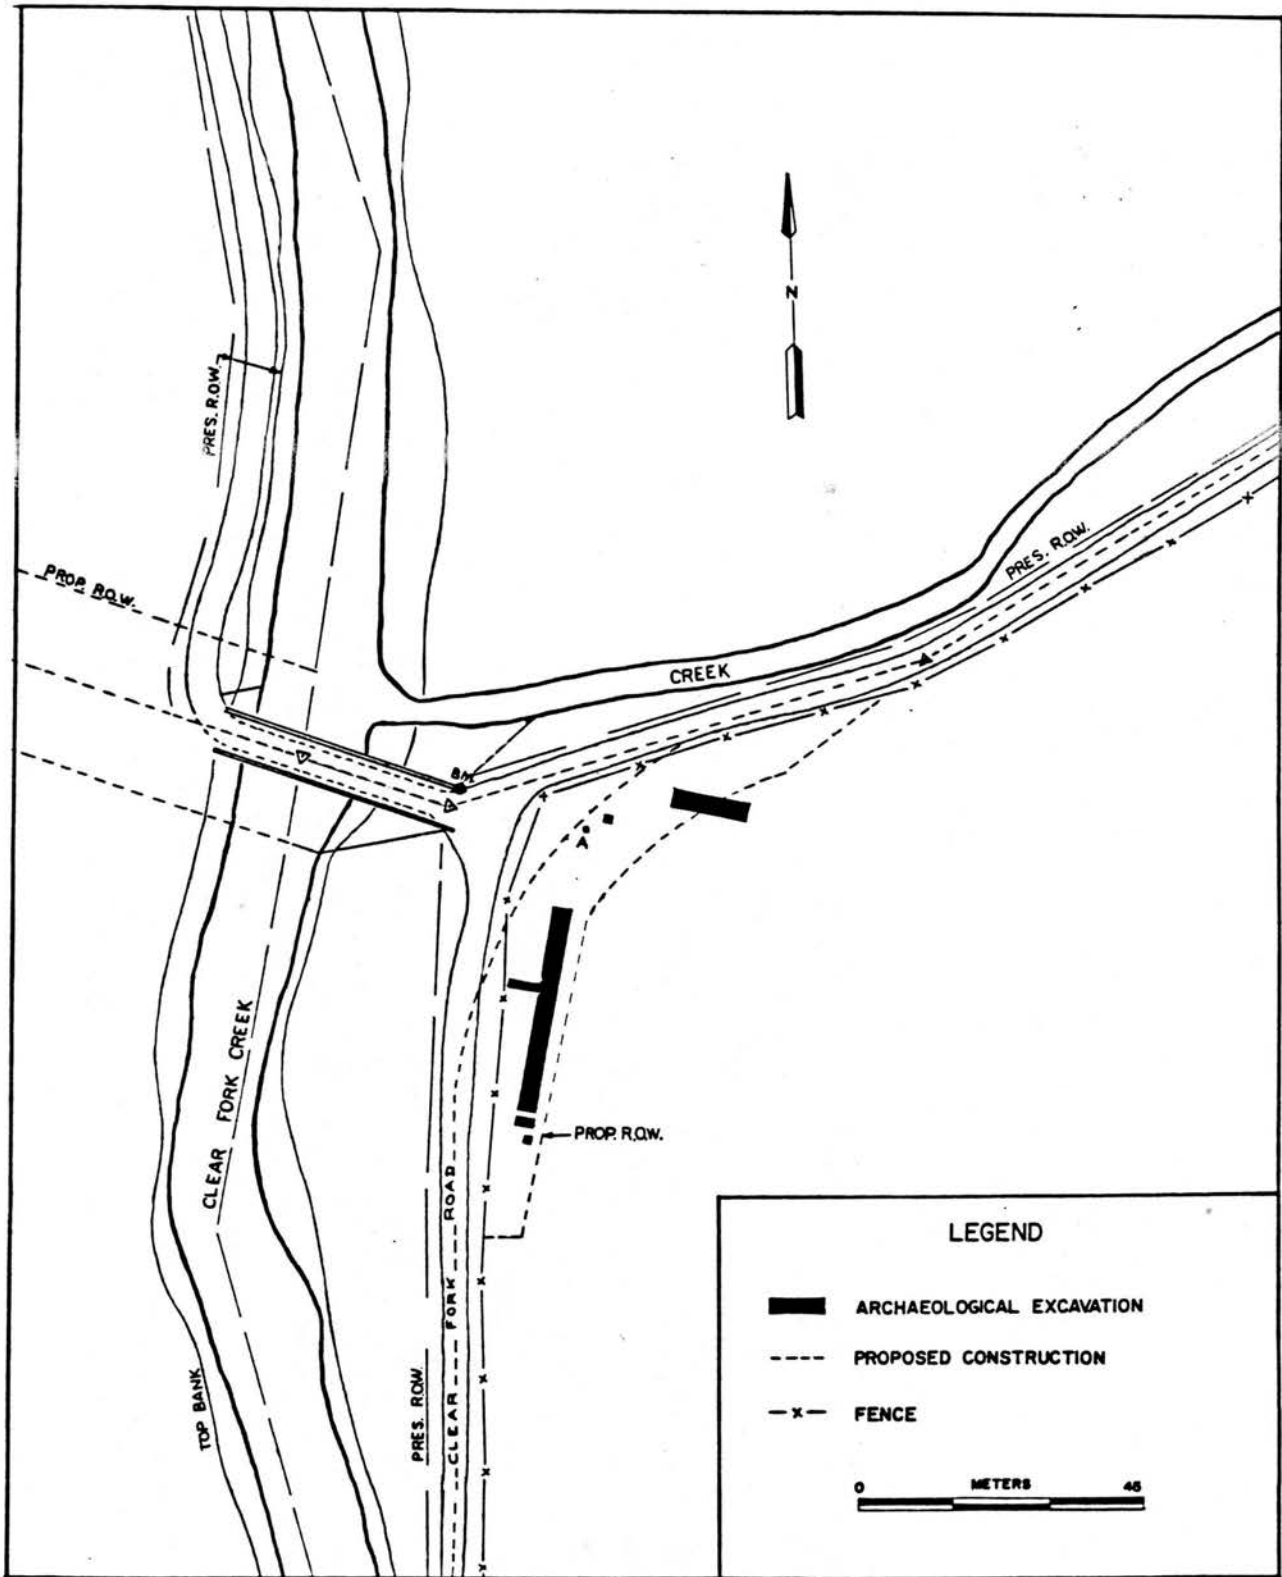 N
PRES. R.O.W.
PROP. R.O.W.
CREEK
PRES. R.O.W.
B.M.
A
CLEAR FORK CREEK
PROP. R.O.W.
CLEAR FORK ROAD
PRES. R.O.W.
TOP BANK
LEGEND
ARCHAEOLOGICAL EXCAVATION
PROPOSED CONSTRUCTION
FENCE
0 METERS 45